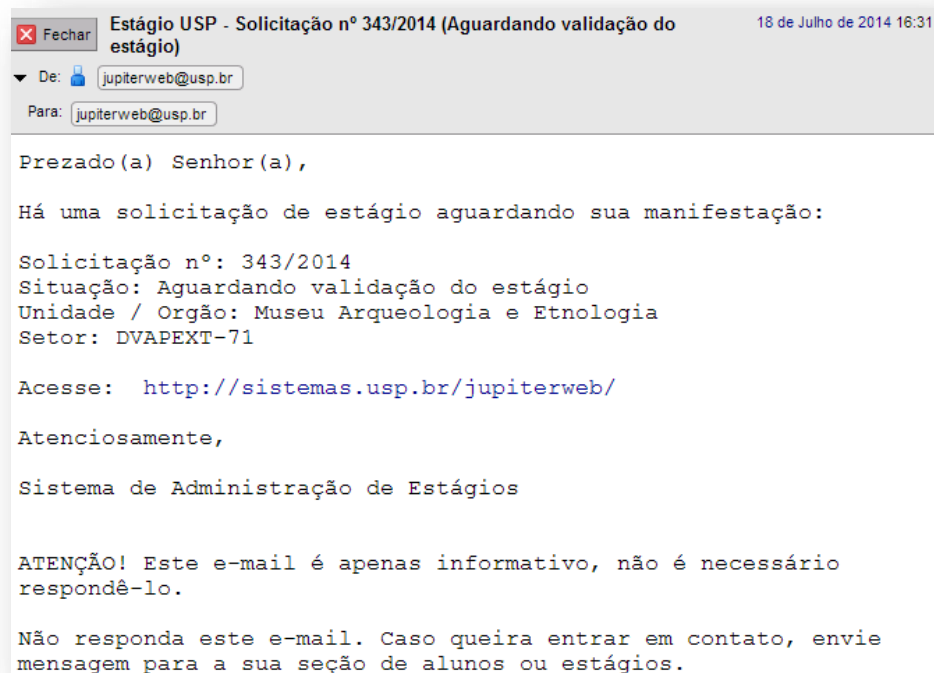 Fechar
Estágio USP - Solicitação nº 343/2014 (Aguardando validação do
estágio)
18 de Julho de 2014 16:31
De: jupiterweb@usp.br
Para: jupiterweb@usp.br
Prezado(a) Senhor(a),
Há uma solicitação de estágio aguardando sua manifestação:
Solicitação nº: 343/2014
Situação: Aguardando validação do estágio
Unidade / Orgão: Museu Arqueologia e Etnologia
Setor: DVAPEXT-71
Acesse: http://sistemas.usp.br/jupiterweb/
Atenciosamente,
Sistema de Administração de Estágios
ATENÇÃO! Este e-mail é apenas informativo, não é necessário
respondê-lo.
Não responda este e-mail. Caso queira entrar em contato, envie
mensagem para a sua seção de alunos ou estágios.